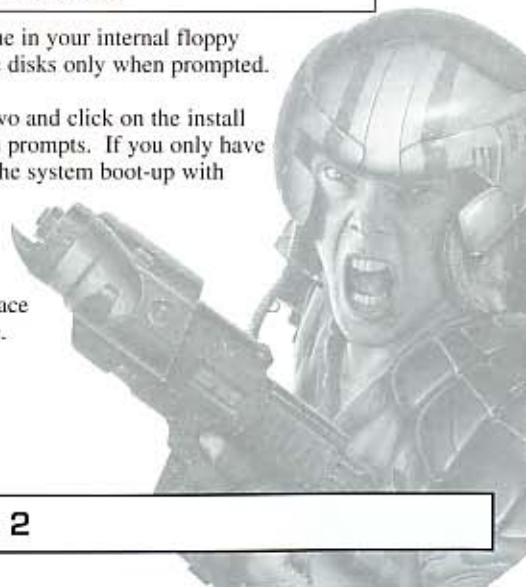 ne in your internal floppy
e disks only when prompted.
wo and click on the install
s prompts. If you only have
he system boot-up with
ace
.
2